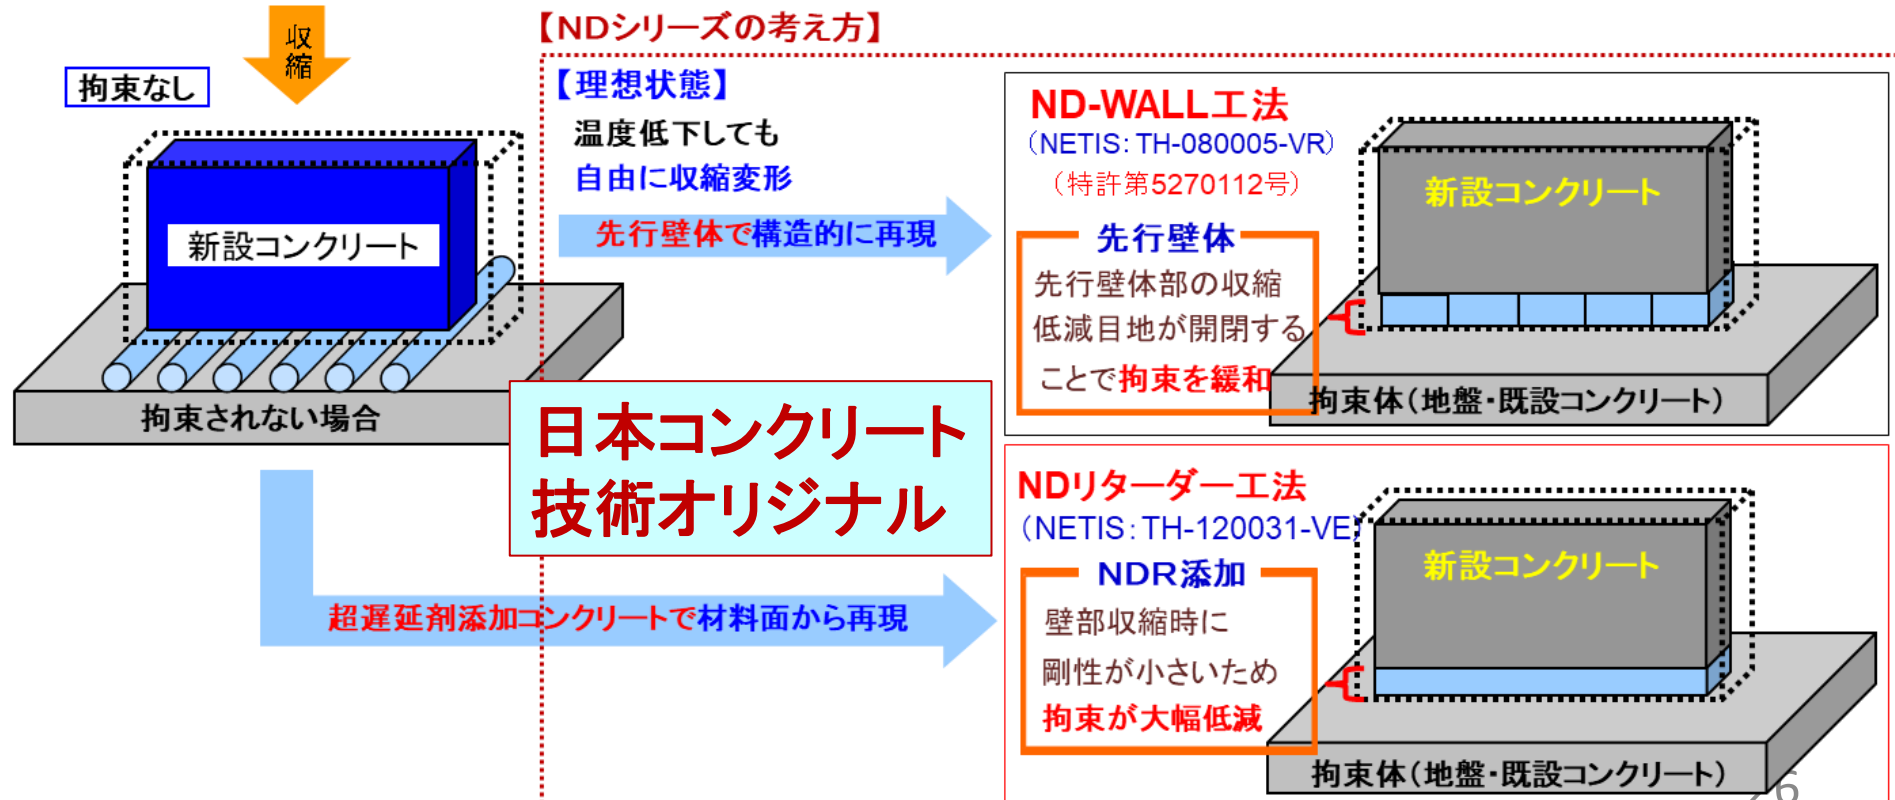 収
縮
拘束なし
新設コンクリート
拘束されない場合
【NDシリーズの考え方】
【理想状態】
温度低下しても
自由に収縮変形
先行壁体で構造的に再現
日本コンクリート
技術オリジナル
超遅延剤添加コンクリートで材料面から再現
ND-WALL工法
（NETIS：TH-080005-VR）
（特許第5270112号）
先行壁体
先行壁体部の収縮
低減目地が開閉する
ことで拘束を緩和
新設コンクリート
拘束体（地盤・既設コンクリート）
NDリターダー工法
（NETIS：TH-120031-VE）
NDR添加
壁部収縮時に
剛性が小さいため
拘束が大幅低減
新設コンクリート
拘束体（地盤・既設コンクリート）